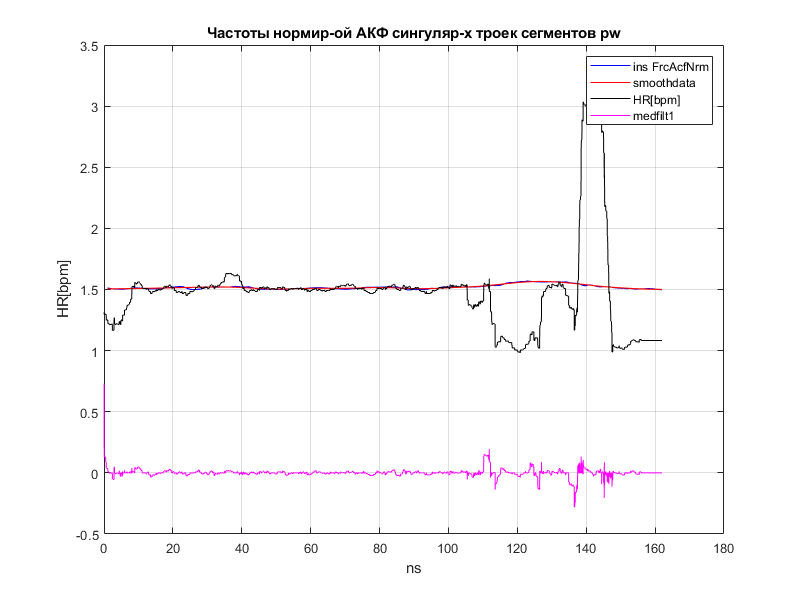 Частоты нормир-ой АКФ сингуляр-х троек сегментов pw
3.5
3
2.5
2
1.5
1
0.5
0
-0.5
HR[bpm]
ins FrcAcfNrm
smoothdata
HR[bpm]
medfilt1
0 20 40 60 80 100 120 140 160 180
ns